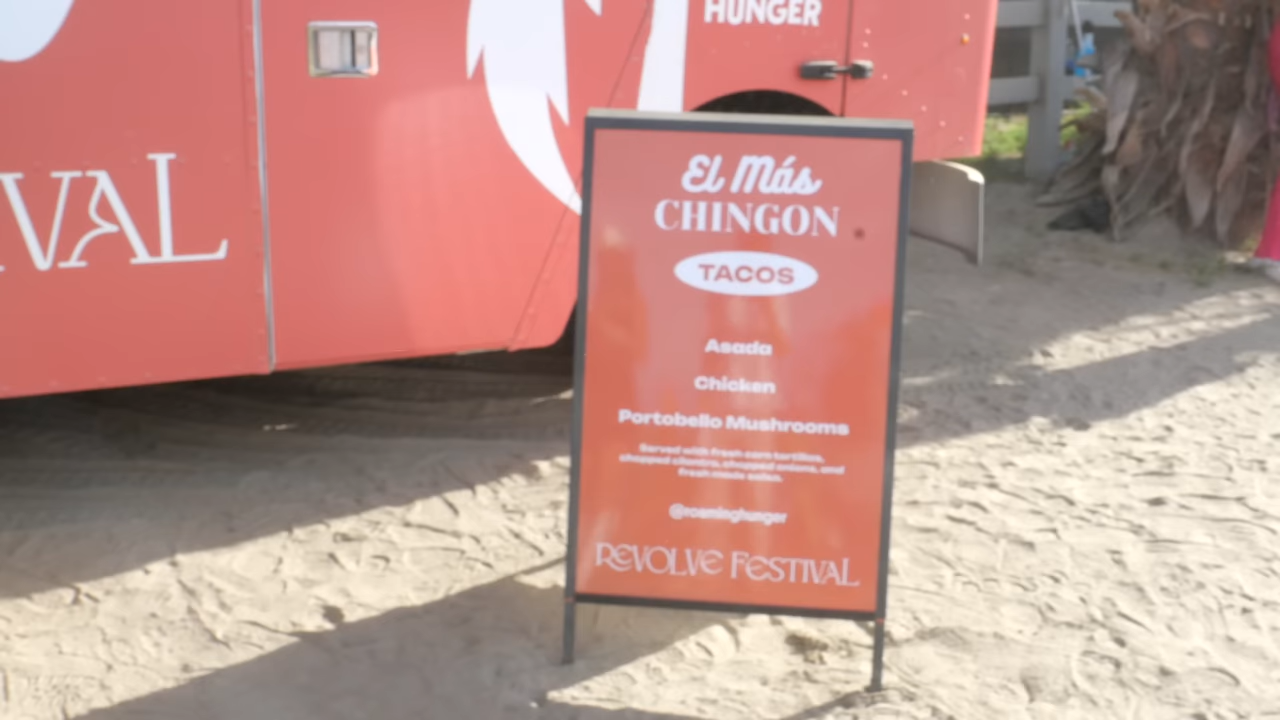 HUNGER
VAL
El Más
CHINGON
TACOS
Asada
Chicken
Portobello Mushrooms
Served with fresh corn tortillas,
chopped cilantro, chopped onions, and
fresh made salsa.
@roaminghunger
REVOLVE FESTIVAL